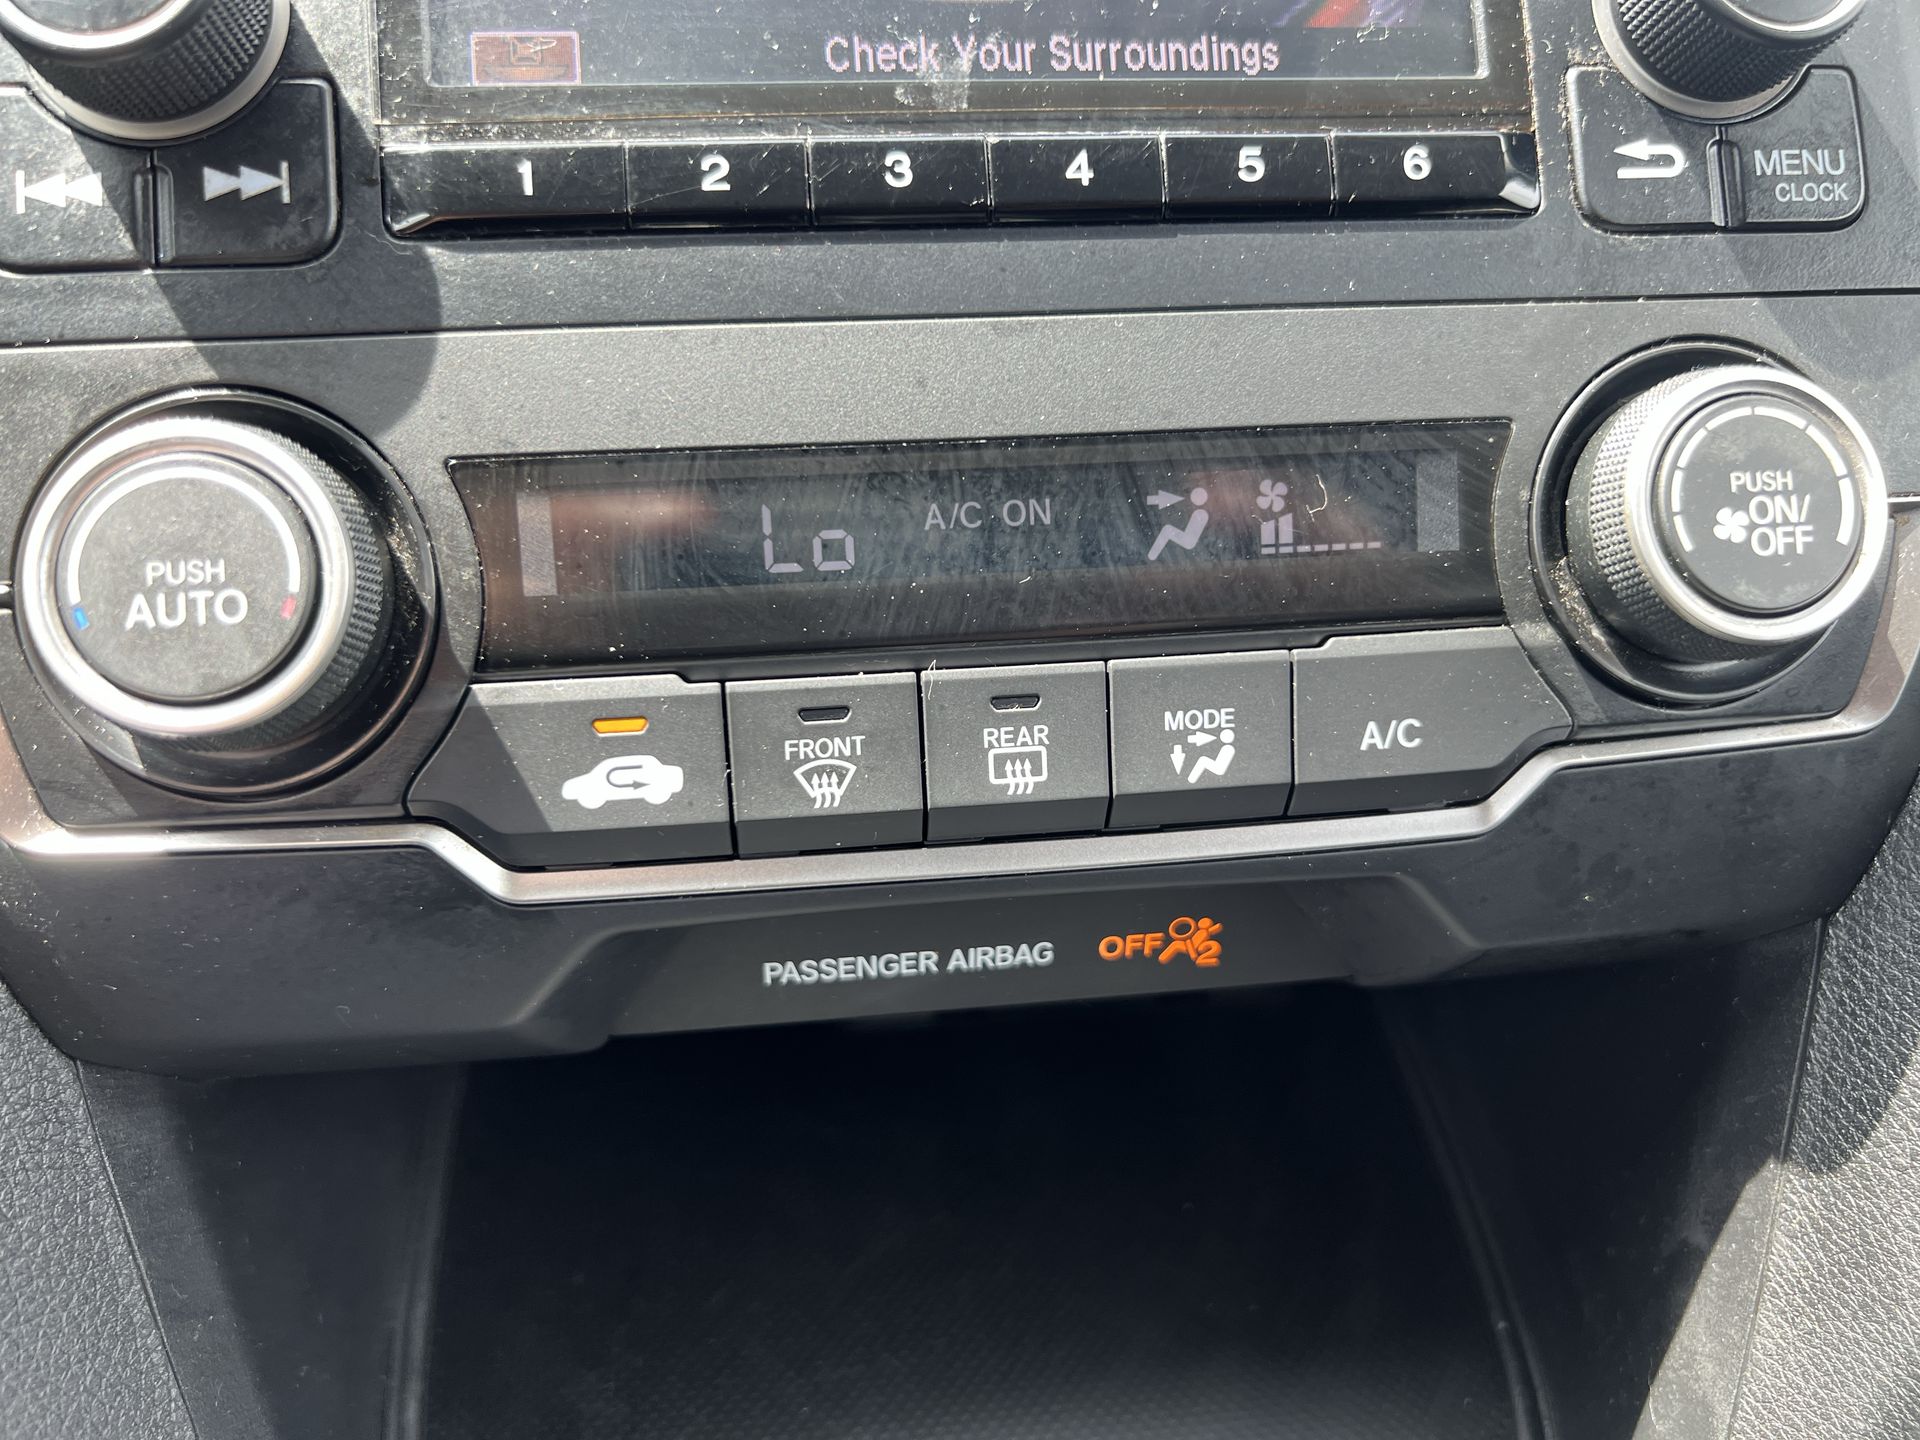 Check Your Surroundings
1 2 3 4 5 6
MENU
CLOCK
PUSH
AUTO
Lo A/C ON
PUSH
ON/
OFF
FRONT
REAR
MODE
A/C
PASSENGER AIRBAG OFF 2